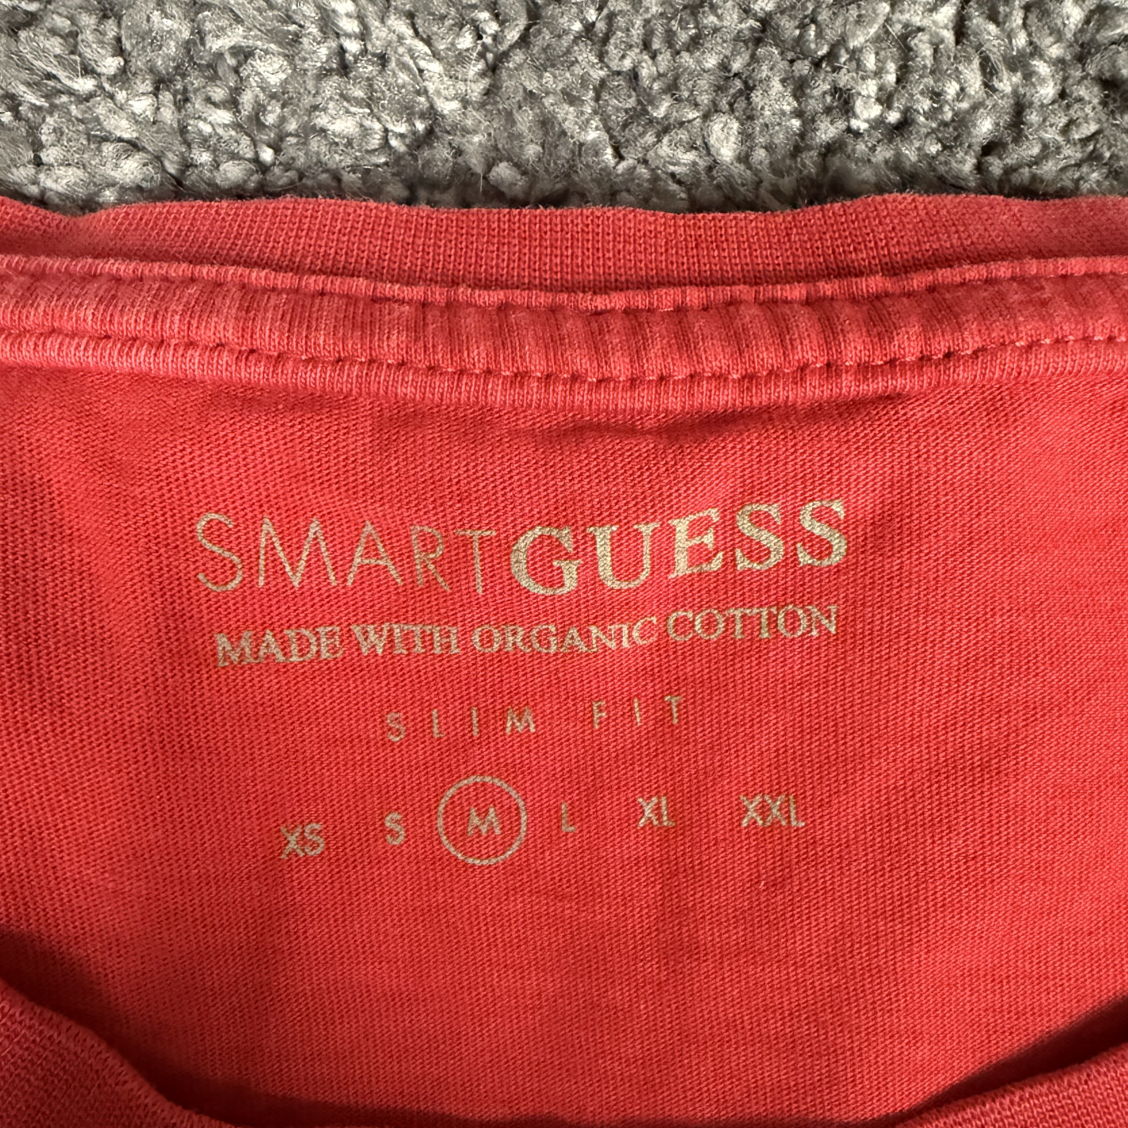 SMARTGUESS
MADE WITH ORGANIC COTTON
SLIM FIT
XS S M L XL XXL